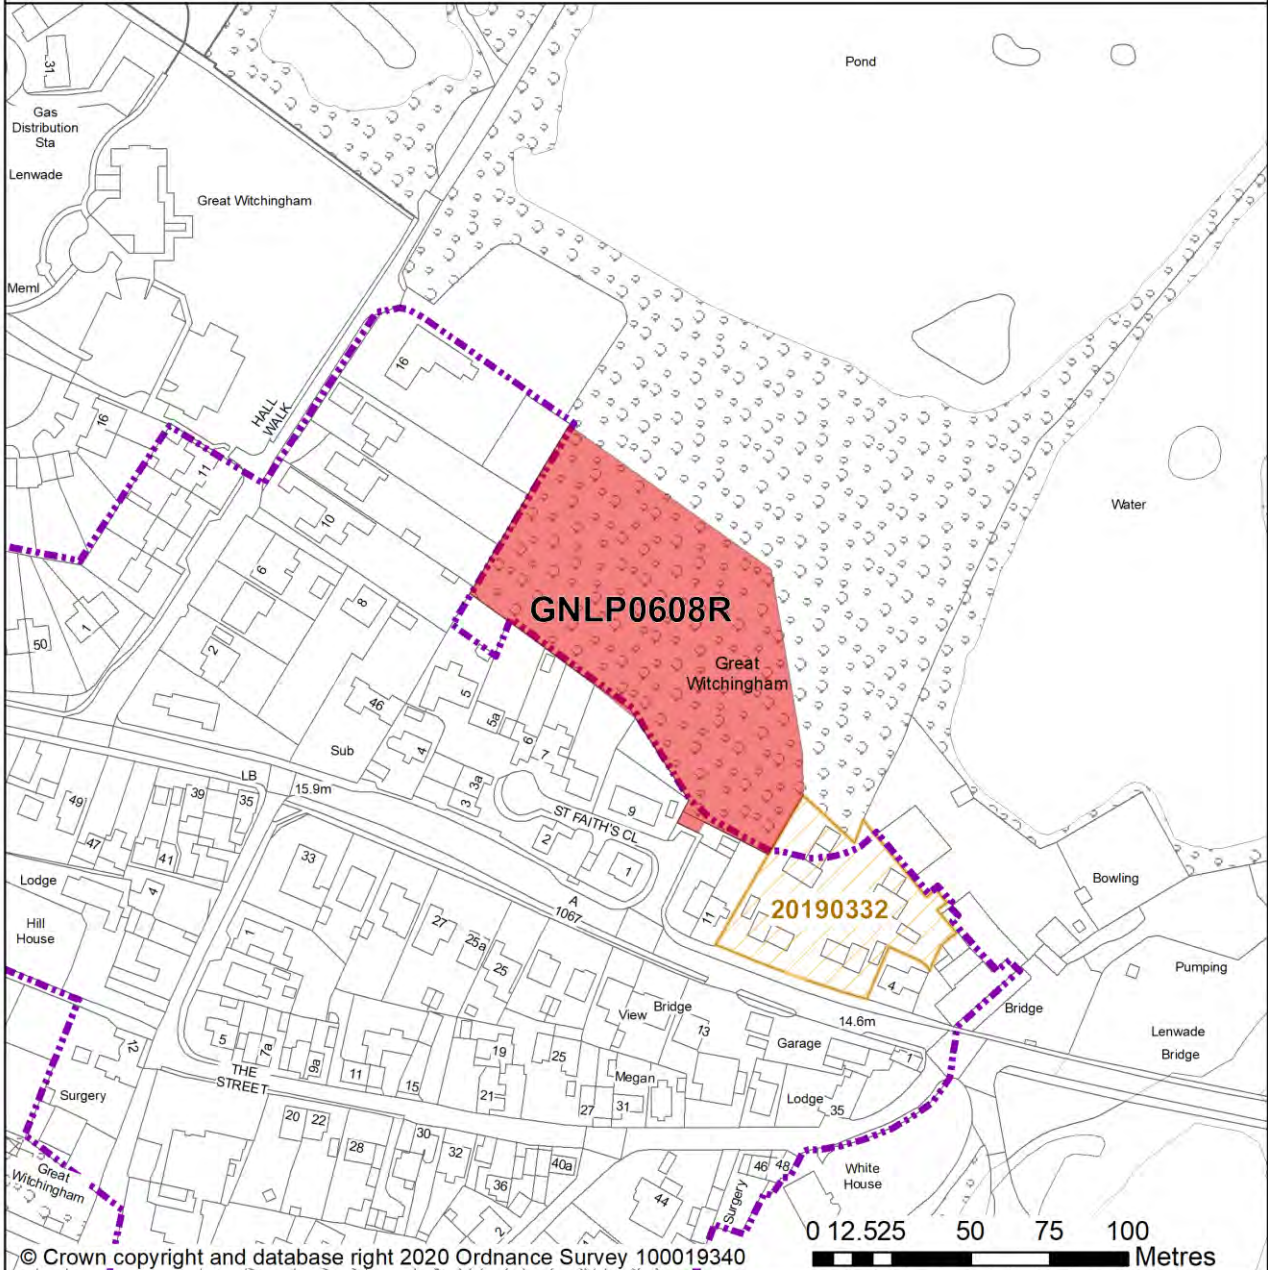 Pond
31
Gas
Distribution
Sta
Lenwade
Great Witchingham
Meml
16
HALL
WALK
16
11
10
Water
6
8
GNLP0608R
1
50
2
Great
Witchingham
5
46
5a
4
6
7
Sub
LB
15.9m
3a
3
9
ST FAITH'S CL
39
35
49
2
47
41
33
1
Bowling
Lodge
4
A
1067
20190332
11
Hill
House
27
25a
1
25
Pumping
4
View
Bridge
Bridge
13
14.6m
Lenwade
Bridge
5
12
7a
19
25
Garage
1
9a
THE
STREET
11
Megan
15
21
Surgery
27
31
Lodge
35
20
22
30
28
32
40a
46
48
White
House
Great
Witchingham
36
44
Surgery
2
0 12.525 50 75 100
Metres
© Crown copyright and database right 2020 Ordnance Survey 100019340